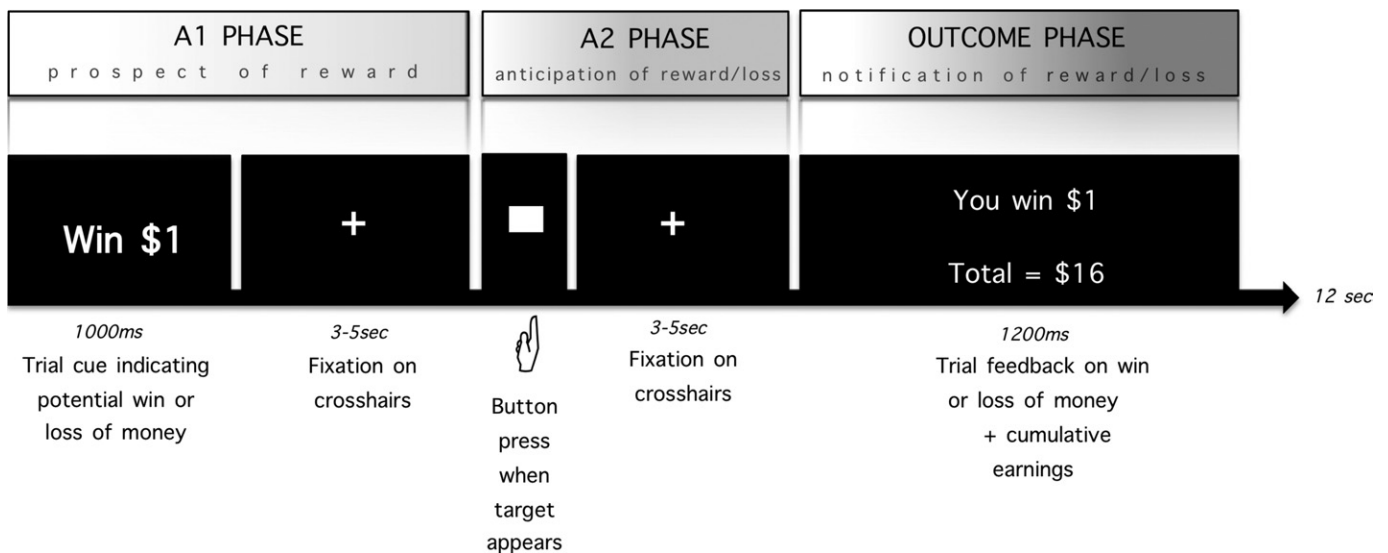 A1 PHASE
prospect of reward
A2 PHASE
anticipation of reward/loss
OUTCOME PHASE
notification of reward/loss
Win $1
+
+
You win $1
Total = $16
12 sec
1000ms
Trial cue indicating
potential win or
loss of money
3-5sec
Fixation on
crosshairs
Button
press
when
target
appears
3-5sec
Fixation on
crosshairs
1200ms
Trial feedback on win
or loss of money
+ cumulative
earnings